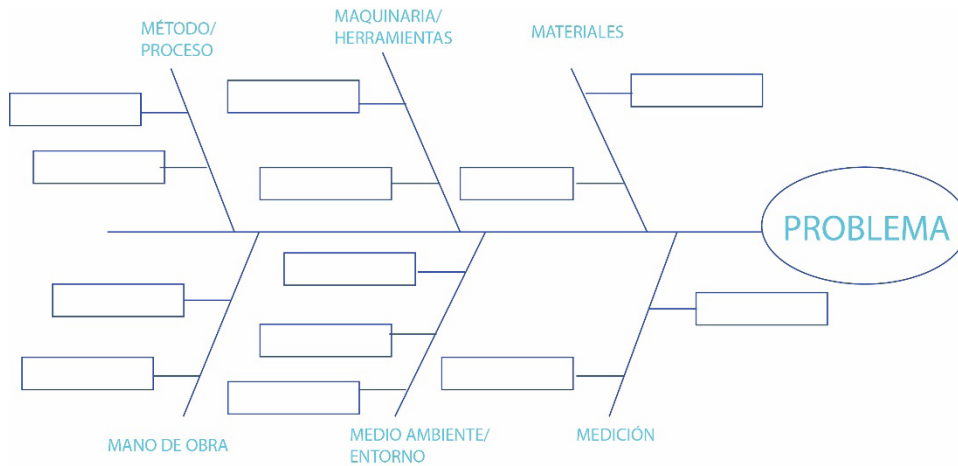 MÉTODO/
PROCESO
MAQUINARIA/
HERRAMIENTAS
MATERIALES
PROBLEMA
MANO DE OBRA
MEDIO AMBIENTE/
ENTORNO
MEDICIÓN